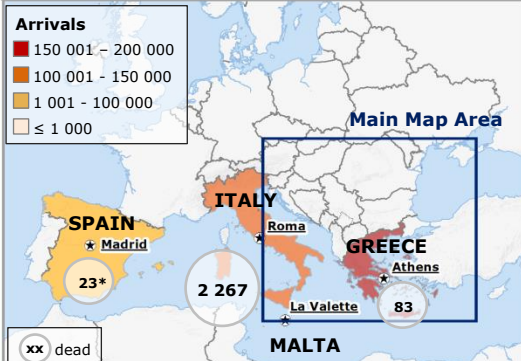 Arrivals
150 001 – 200 000
100 001 - 150 000
1 001 - 100 000
≤ 1 000
Main Map Area
ITALY
SPAIN
Roma
Madrid
GREECE
Athens
23*
2 267
La Valette
83
MALTA
xx dead